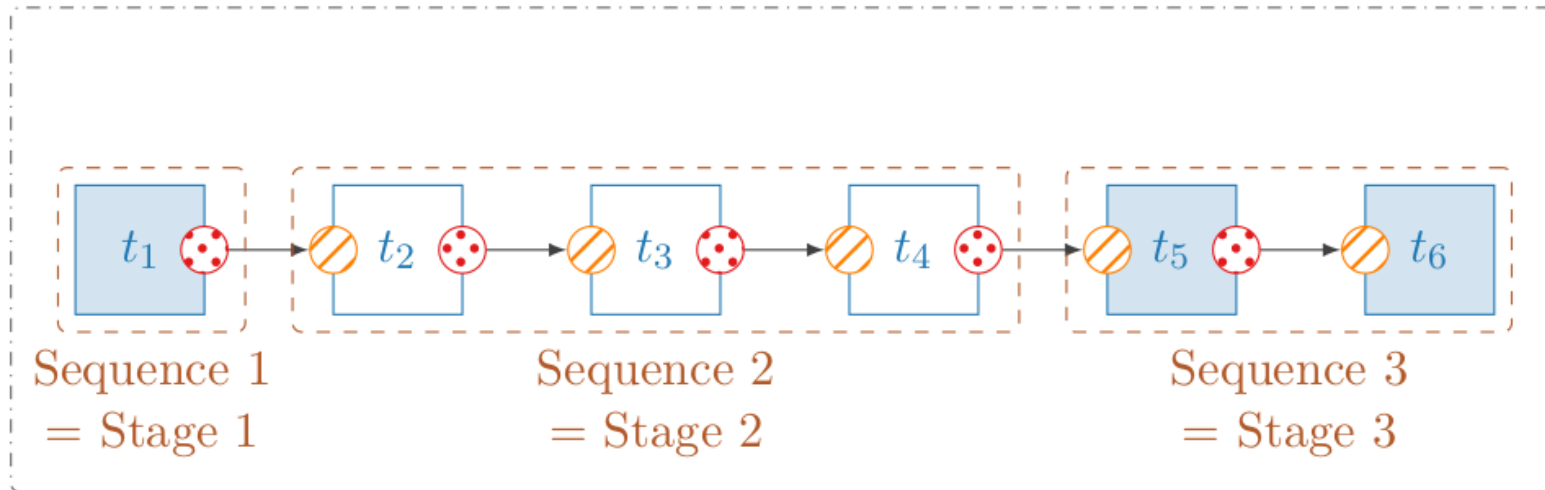 t1 t2 t3 t4 t5 t6
Sequence 1 Sequence 2 Sequence 3
= Stage 1 = Stage 2 = Stage 3